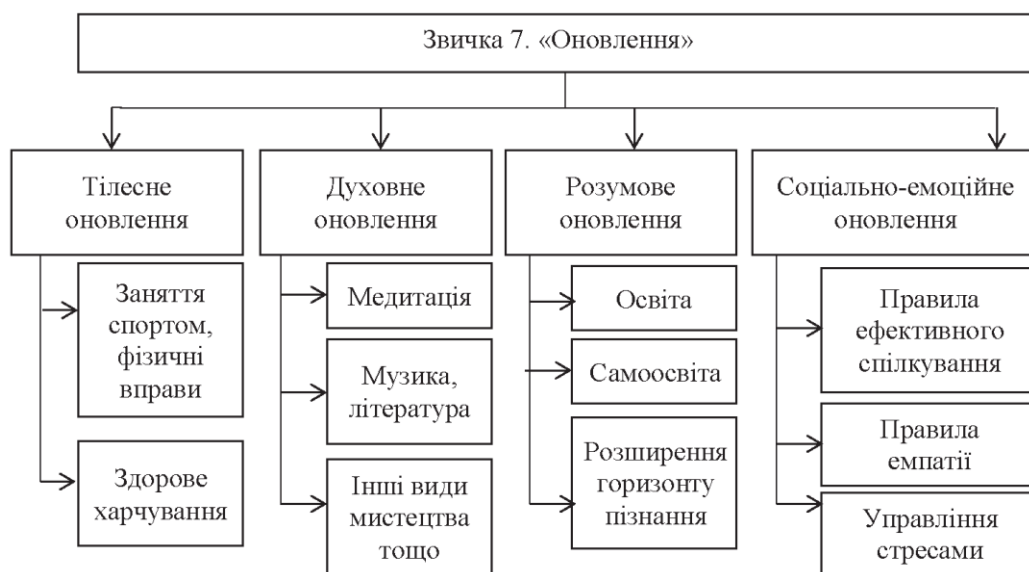 Звичка 7. «Оновлення»
Тілесне
оновлення
Духовне
оновлення
Розумове
оновлення
Соціально-емоційне
оновлення
Заняття
спортом,
фізичні
вправи
Здорове
харчування
Медитація
Музика,
література
Інші види
мистецтва
тощо
Освіта
Самоосвіта
Розширення
горизонту
пізнання
Правила
ефективного
спілкування
Правила
емпатії
Управління
стресами